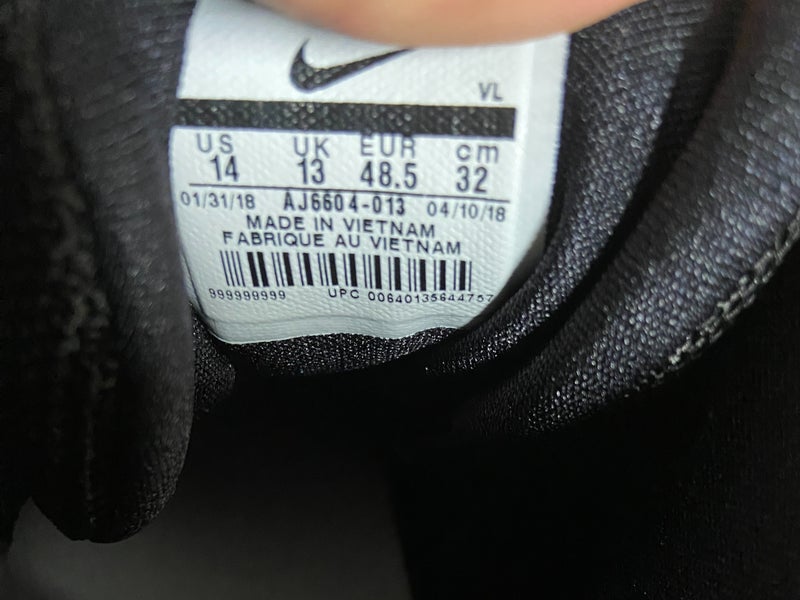 VL
US UK EUR cm
14 13 48.5 32
01/31/18 AJ6604-013 04/10/18
MADE IN VIETNAM
FABRIQUE AU VIETNAM
999999999 UPC 00640135644757